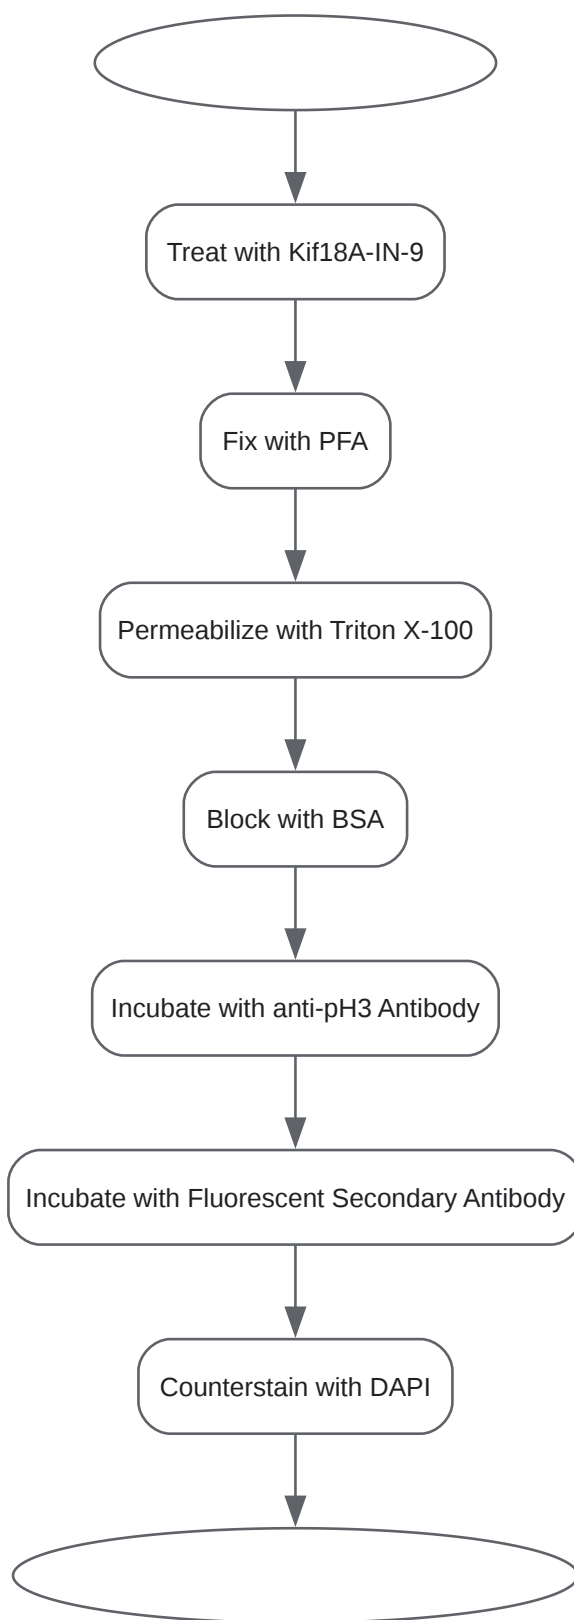 Treat with Kif18A-IN-9
Fix with PFA
Permeabilize with Triton X-100
Block with BSA
Incubate with anti-pH3 Antibody
Incubate with Fluorescent Secondary Antibody
Counterstain with DAPI